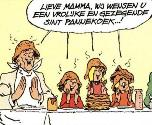 LIEVE MAMMA, WIJ WENSEN U
EEN VROLIJKE EN GEZEGENDE
SINT PANNEKOEK...!